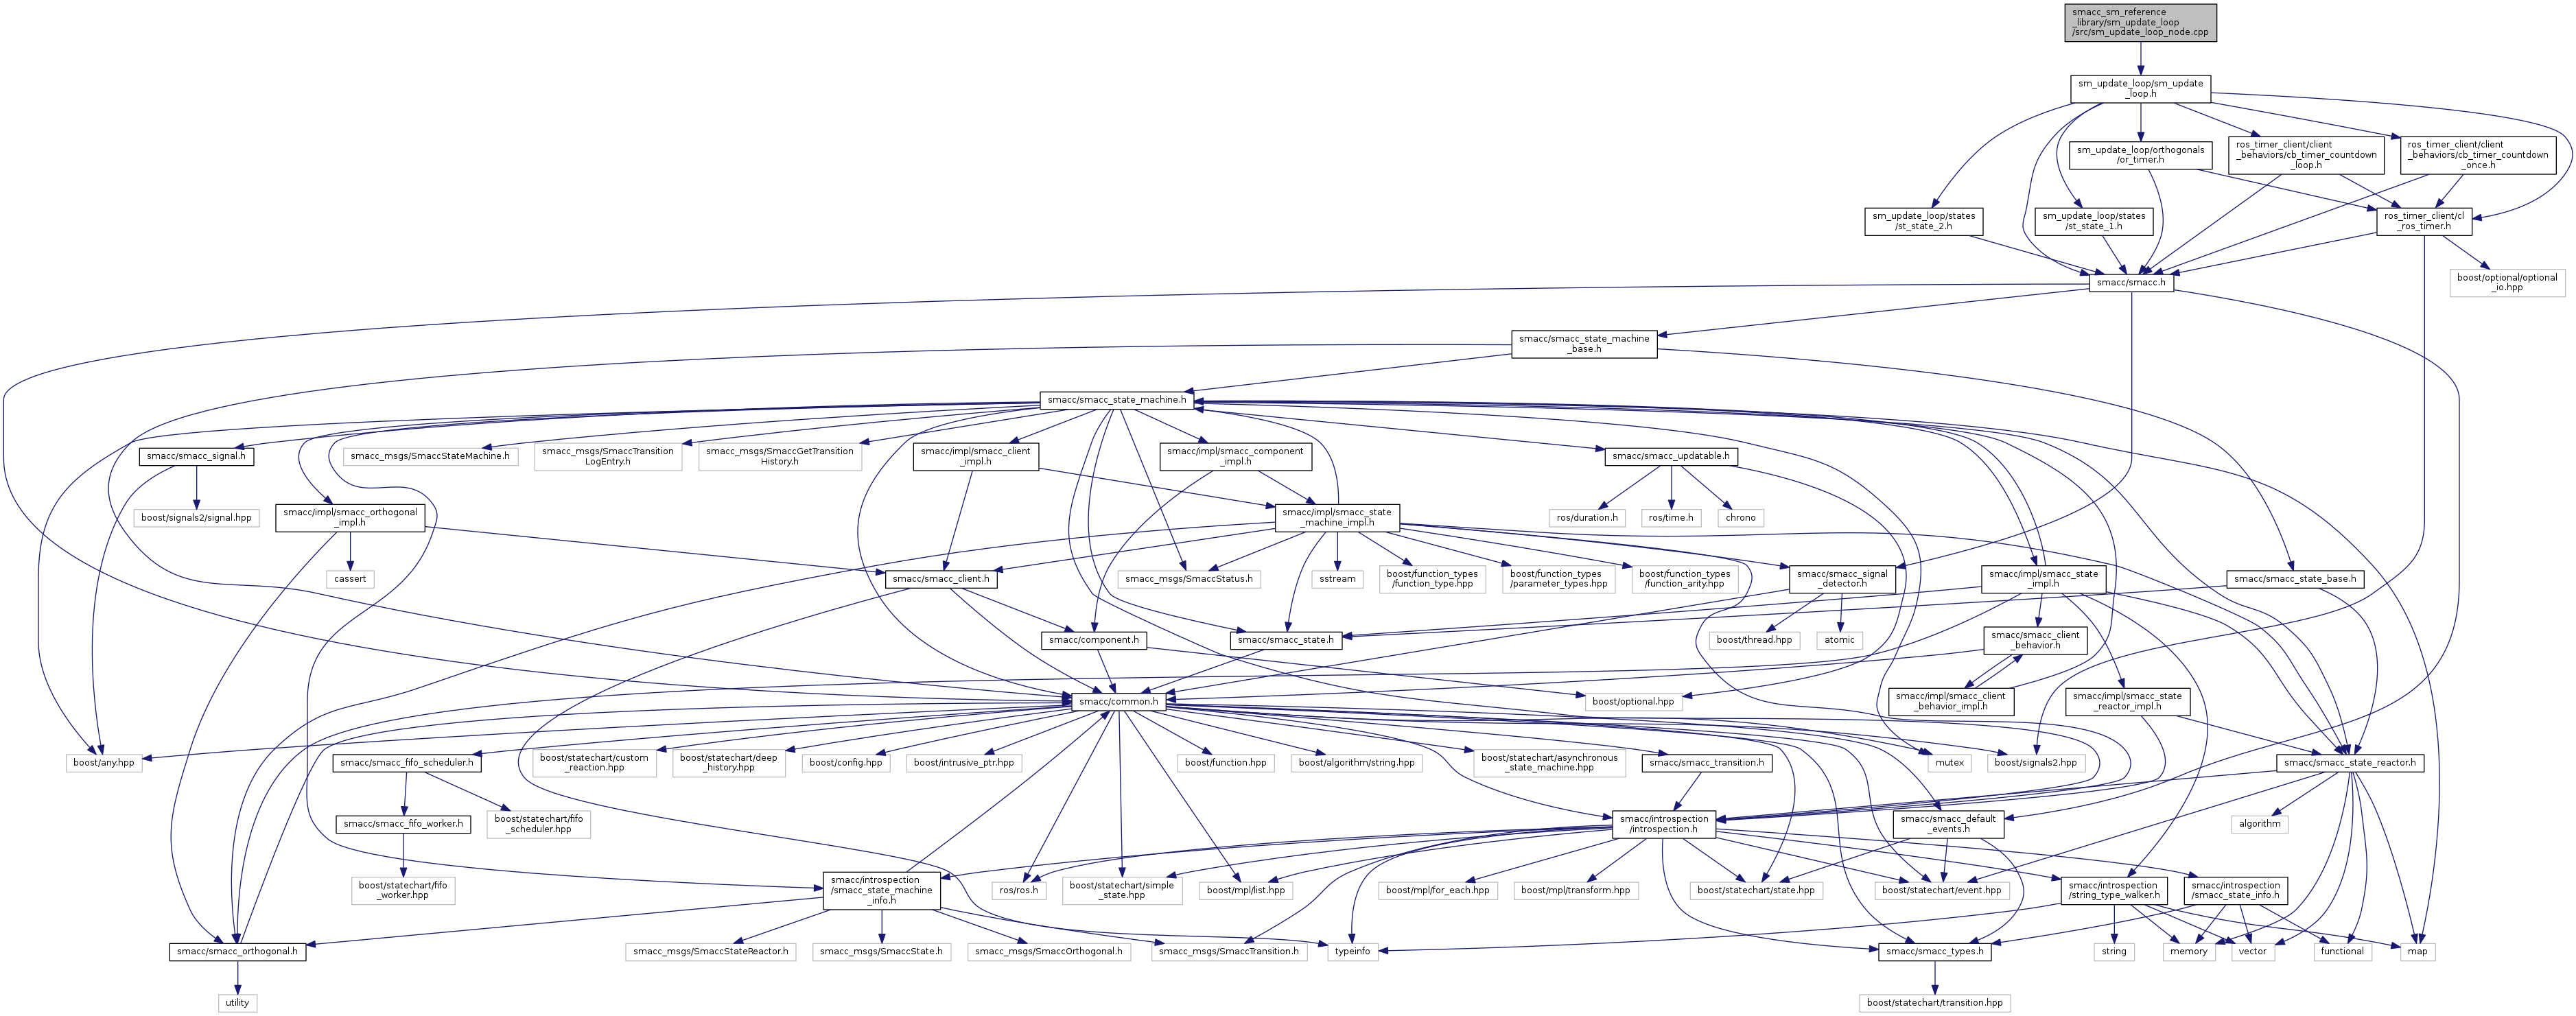 smacc_sm_reference
_library/sm_update_loop
/src/sm_update_loop_node.cpp
sm_update_loop/sm_update
_loop.h
sm_update_loop/orthogonals
/or_timer.h
ros_timer_client/client
_behaviors/cb_timer_countdown
_loop.h
ros_timer_client/client
_behaviors/cb_timer_countdown
_once.h
sm_update_loop/states
/st_state_2.h
sm_update_loop/states
/st_state_1.h
ros_timer_client/cl
_ros_timer.h
smacc/smacc.h
boost/optional/optional
_io.hpp
smacc/smacc_state_machine
_base.h
smacc/smacc_state_machine.h
smacc/smacc_signal.h
smacc_msgs/SmaccStateMachine.h
smacc_msgs/SmaccTransition
LogEntry.h
smacc_msgs/SmaccGetTransition
History.h
smacc/impl/smacc_client
_impl.h
smacc/impl/smacc_component
_impl.h
smacc/smacc_updatable.h
boost/signals2/signal.hpp
smacc/impl/smacc_orthogonal
_impl.h
smacc/impl/smacc_state
_machine_impl.h
ros/duration.h
ros/time.h
chrono
cassert
smacc/smacc_client.h
smacc_msgs/SmaccStatus.h
sstream
boost/function_types
/function_type.hpp
boost/function_types
/parameter_types.hpp
boost/function_types
/function_arity.hpp
smacc/smacc_signal
_detector.h
smacc/impl/smacc_state
_impl.h
smacc/smacc_state_base.h
smacc/component.h
smacc/smacc_state.h
boost/thread.hpp
atomic
smacc/smacc_client
_behavior.h
smacc/common.h
boost/optional.hpp
smacc/impl/smacc_client
_behavior_impl.h
smacc/impl/smacc_state
_reactor_impl.h
boost/any.hpp
smacc/smacc_fifo_scheduler.h
boost/statechart/custom
_reaction.hpp
boost/statechart/deep
_history.hpp
boost/config.hpp
boost/intrusive_ptr.hpp
boost/function.hpp
boost/algorithm/string.hpp
boost/statechart/asynchronous
_state_machine.hpp
smacc/smacc_transition.h
mutex
boost/signals2.hpp
smacc/smacc_state_reactor.h
smacc/smacc_fifo_worker.h
boost/statechart/fifo
_scheduler.hpp
smacc/introspection
/introspection.h
smacc/smacc_default
_events.h
algorithm
boost/statechart/fifo
_worker.hpp
smacc/introspection
/smacc_state_machine
_info.h
ros/ros.h
boost/statechart/simple
_state.hpp
boost/mpl/list.hpp
boost/mpl/for_each.hpp
boost/mpl/transform.hpp
boost/statechart/state.hpp
boost/statechart/event.hpp
smacc/introspection
/string_type_walker.h
smacc/introspection
/smacc_state_info.h
smacc/smacc_orthogonal.h
smacc_msgs/SmaccStateReactor.h
smacc_msgs/SmaccState.h
smacc_msgs/SmaccOrthogonal.h
smacc_msgs/SmaccTransition.h
typeinfo
smacc/smacc_types.h
string
memory
vector
functional
map
utility
boost/statechart/transition.hpp